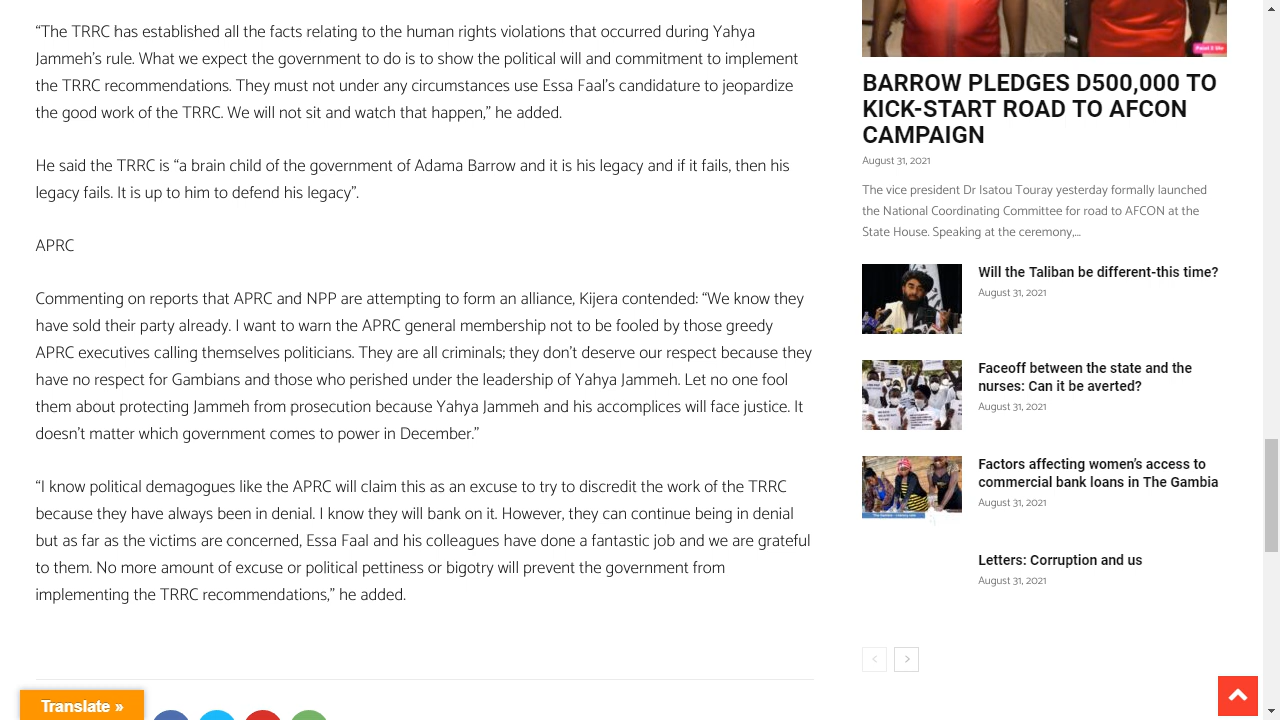 “The TRRC has established all the facts relating to the human rights violations that occurred during Yahya
Jammeh’s rule. What we expect the government to do is to show the political will and commitment to implement
the TRRC recommendations. They must not under any circumstances use Essa Faal’s candidature to jeopardize
the good work of the TRRC. We will not sit and watch that happen,” he added.
He said the TRRC is “a brain child of the government of Adama Barrow and it is his legacy and if it fails, then his
legacy fails. It is up to him to defend his legacy”.
APRC
Commenting on reports that APRC and NPP are attempting to form an alliance, Kijera contended: “We know they
have sold their party already. I want to warn the APRC general membership not to be fooled by those greedy
APRC executives calling themselves politicians. They are all criminals; they don’t deserve our respect because they
have no respect for Gambians and those who perished under the leadership of Yahya Jammeh. Let no one fool
them about protecting Jammeh from prosecution because Yahya Jammeh and his accomplices will face justice. It
doesn’t matter which government comes to power in December.”
“I know political demagogues like the APRC will claim this as an excuse to try to discredit the work of the TRRC
because they have always been in denial. I know they will bank on it. However, they can continue being in denial
but as far as the victims are concerned, Essa Faal and his colleagues have done a fantastic job and we are grateful
to them. No more amount of excuse or political pettiness or bigotry will prevent the government from
implementing the TRRC recommendations,” he added.
Translate »
BARROW PLEDGES D500,000 TO
KICK-START ROAD TO AFCON
CAMPAIGN
August 31, 2021
The vice president Dr Isatou Touray yesterday formally launched
the National Coordinating Committee for road to AFCON at the
State House. Speaking at the ceremony,...
Will the Taliban be different-this time?
August 31, 2021
Faceoff between the state and the
nurses: Can it be averted?
August 31, 2021
Factors affecting women’s access to
commercial bank loans in The Gambia
August 31, 2021
Letters: Corruption and us
August 31, 2021